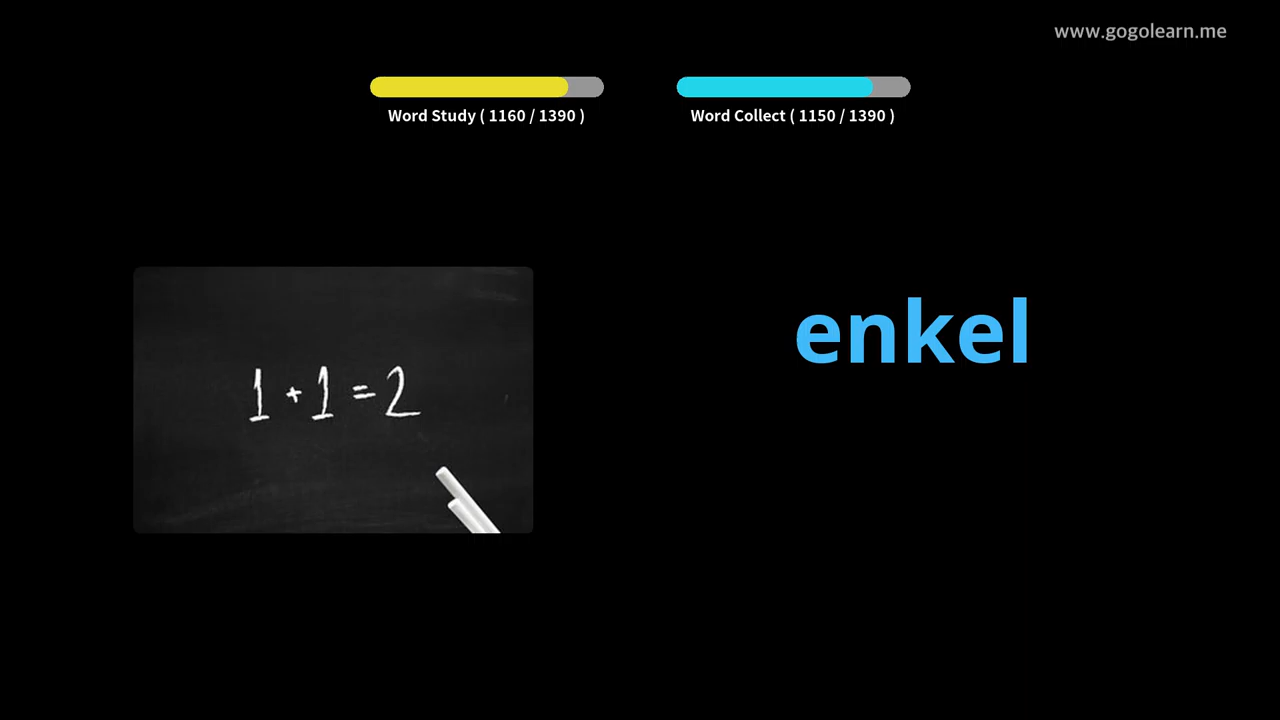 www.gogolearn.me
Word Study ( 1160 / 1390 )
Word Collect ( 1150 / 1390 )
enkel
1 + 1 = 2